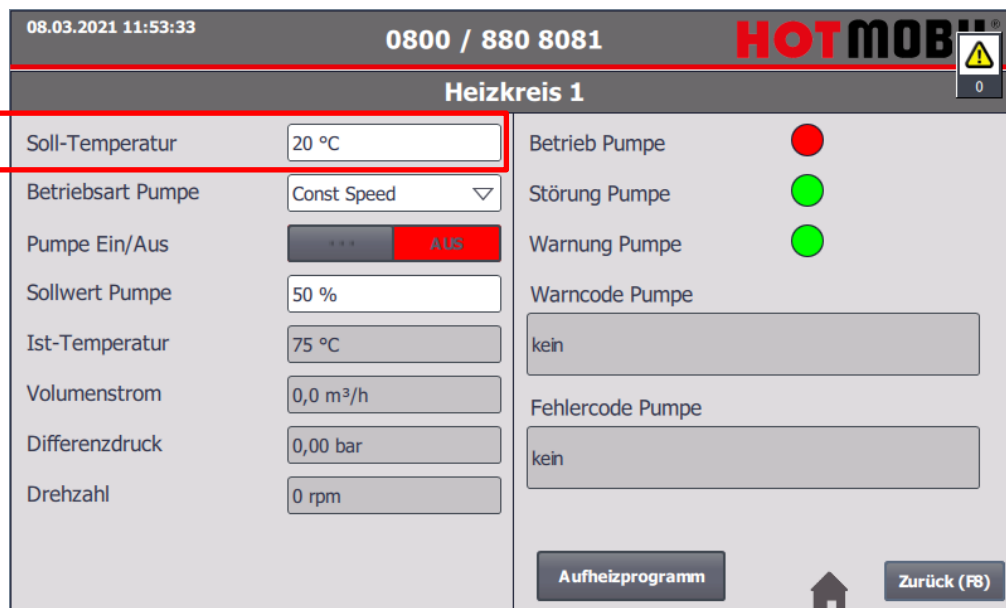 08.03.2021 11:53:33
0800 / 880 8081
HOTMOBIL®
0
Heizkreis 1
Soll-Temperatur
20 °C
Betriebsart Pumpe
Const Speed
Pumpe Ein/Aus
AUS
Sollwert Pumpe
50 %
Ist-Temperatur
75 °C
Volumenstrom
0,0 m³/h
Differenzdruck
0,00 bar
Drehzahl
0 rpm
Betrieb Pumpe
Störung Pumpe
Warnung Pumpe
Warncode Pumpe
kein
Fehlercode Pumpe
kein
Aufheizprogramm
Zurück (F8)